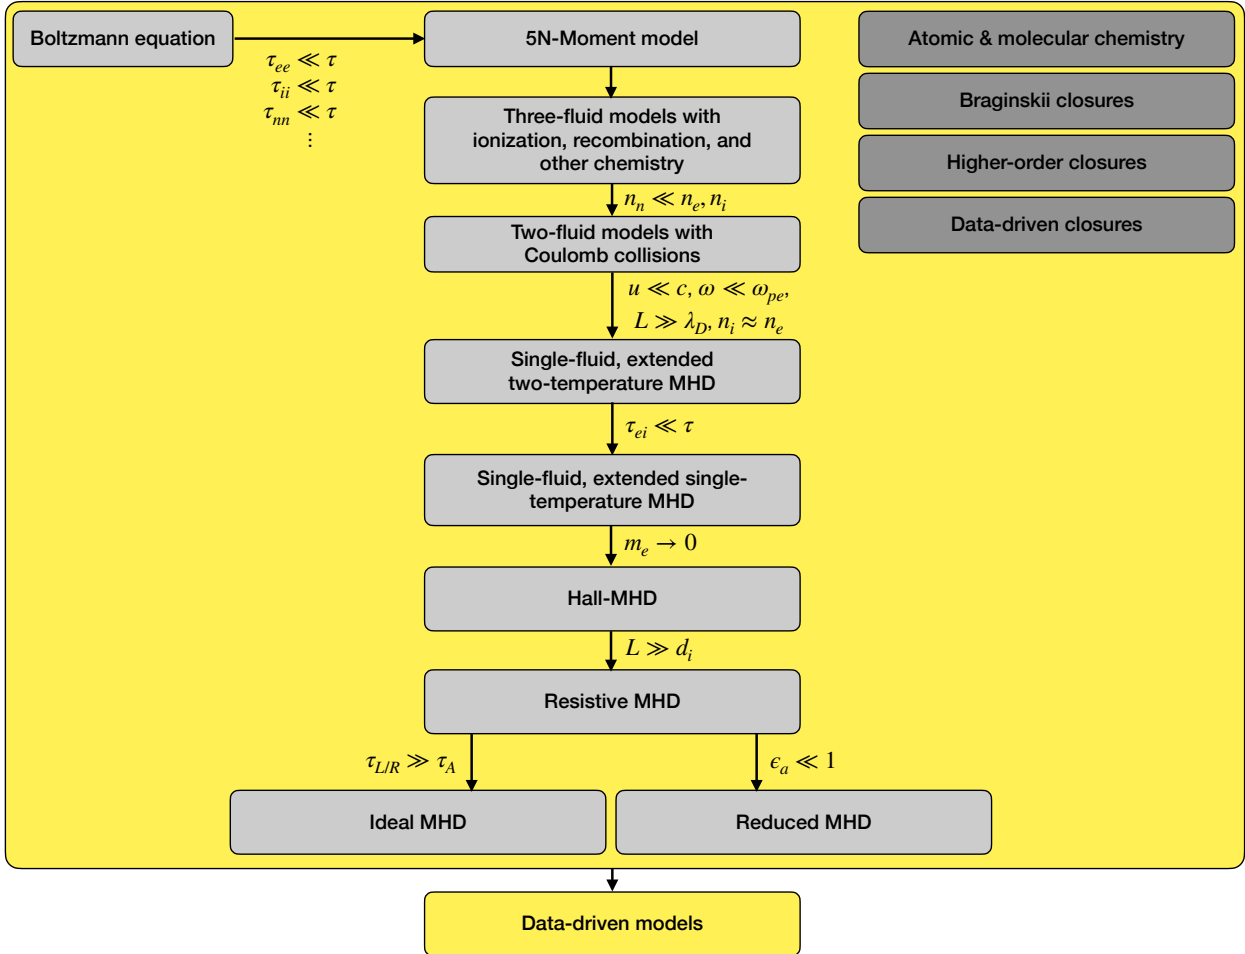 Boltzmann equation
τ_ee ≪ τ
τ_ii ≪ τ
τ_nn ≪ τ
⋮
5N-Moment model
Three-fluid models with
ionization, recombination, and
other chemistry
n_n ≪ n_e, n_i
Two-fluid models with
Coulomb collisions
u ≪ c, ω ≪ ω_pe,
L ≫ λ_D, n_i ≈ n_e
Single-fluid, extended
two-temperature MHD
τ_ei ≪ τ
Single-fluid, extended single-
temperature MHD
m_e → 0
Hall-MHD
L ≫ d_i
Resistive MHD
τ_L/R ≫ τ_A
ϵ_a ≪ 1
Ideal MHD
Reduced MHD
Atomic & molecular chemistry
Braginskii closures
Higher-order closures
Data-driven closures
Data-driven models